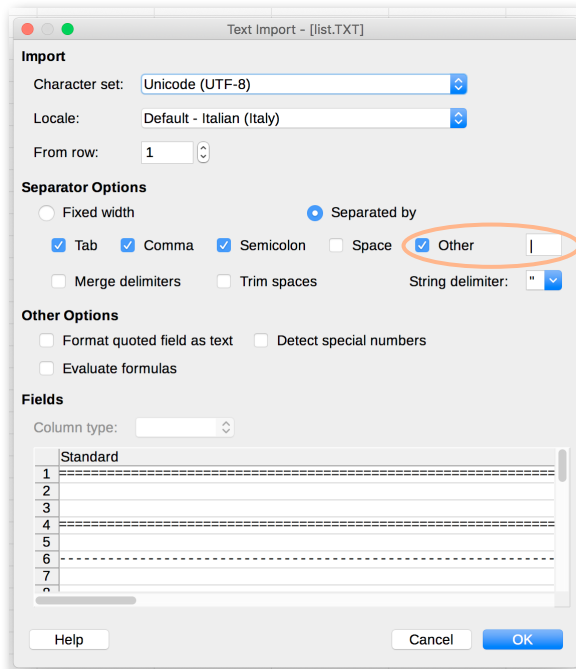 Text Import - [list.TXT]
Import
Character set: Unicode (UTF-8)
Locale: Default - Italian (Italy)
From row: 1
Separator Options
Fixed width Separated by
Tab Comma Semicolon Space Other |
Merge delimiters Trim spaces String delimiter: "
Other Options
Format quoted field as text Detect special numbers
Evaluate formulas
Fields
Column type:
Standard
1 ==============================================================
2
3
4 ==============================================================
5
6 --------------------------------------------------------------
7
8
Help Cancel OK